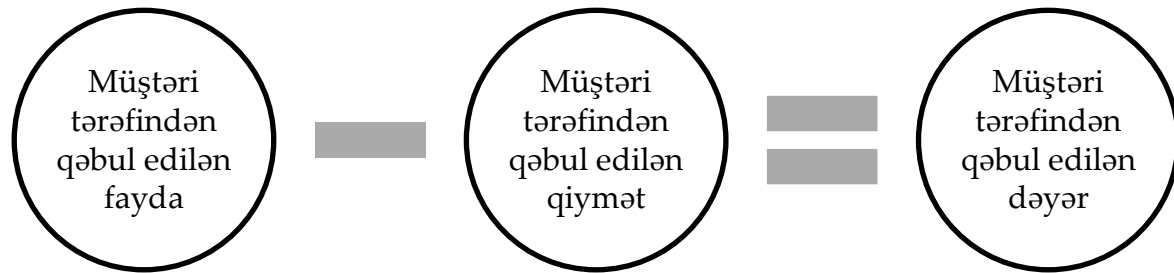 Müştəri
tərəfindən
qəbul edilən
fayda
Müştəri
tərəfindən
qəbul edilən
qiymət
Müştəri
tərəfindən
qəbul edilən
dəyər